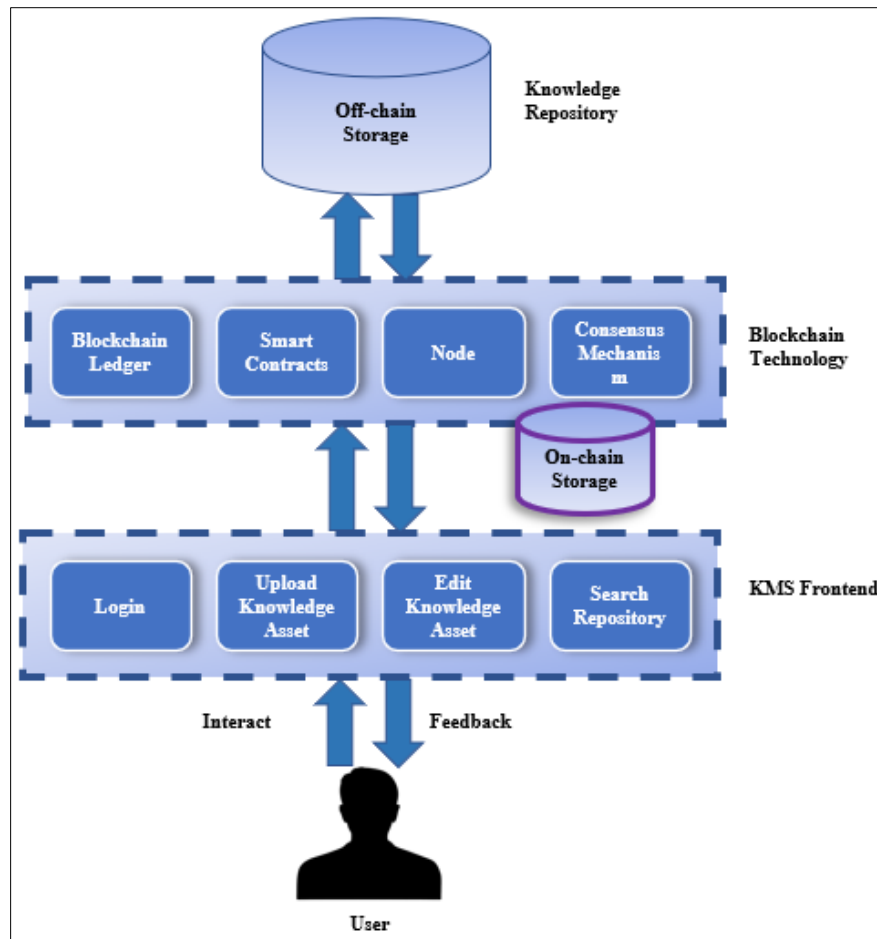 Off-chain
Storage
Knowledge
Repository
Blockchain
Ledger
Smart
Contracts
Node
Consensus
Mechanis
m
Blockchain
Technology
On-chain
Storage
Login
Upload
Knowledge
Asset
Edit
Knowledge
Asset
Search
Repository
KMS Frontend
Interact
Feedback
User